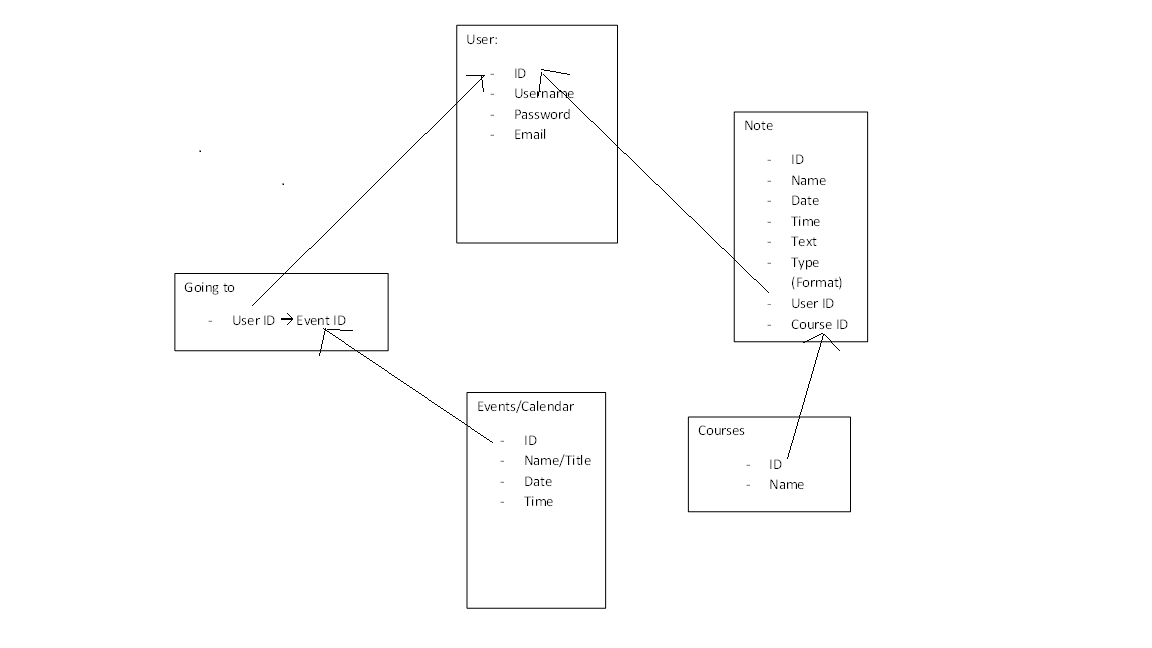 User:
- ID
- Username
- Password
- Email
Note
- ID
- Name
- Date
- Time
- Text
- Type
(Format)
- User ID
- Course ID
Going to
- User ID → Event ID
Events/Calendar
- ID
- Name/Title
- Date
- Time
Courses
- ID
- Name